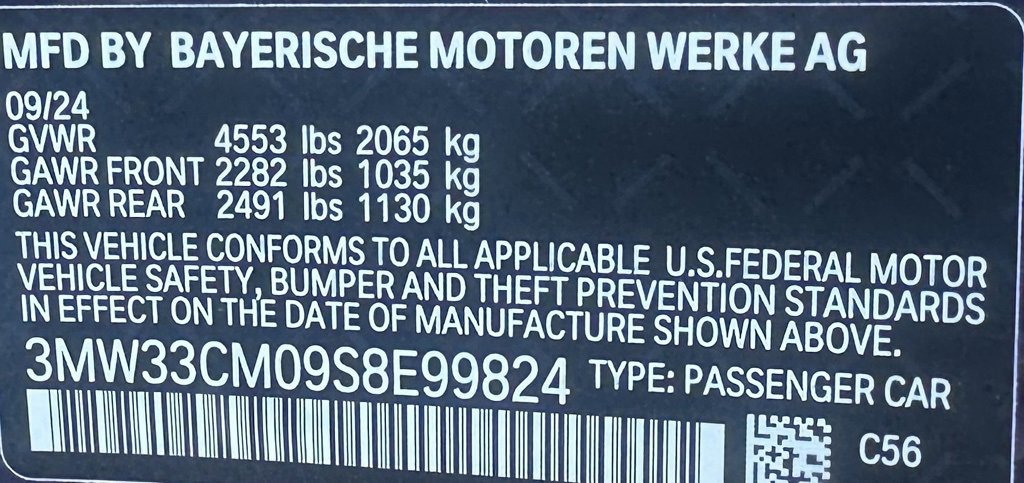 MFD BY BAYERISCHE MOTOREN WERKE AG
09/24
GVWR 4553 lbs 2065 kg
GAWR FRONT 2282 lbs 1035 kg
GAWR REAR 2491 lbs 1130 kg
THIS VEHICLE CONFORMS TO ALL APPLICABLE U.S.FEDERAL MOTOR
VEHICLE SAFETY, BUMPER AND THEFT PREVENTION STANDARDS
IN EFFECT ON THE DATE OF MANUFACTURE SHOWN ABOVE.
3MW33CM09S8E99824 TYPE: PASSENGER CAR
C56